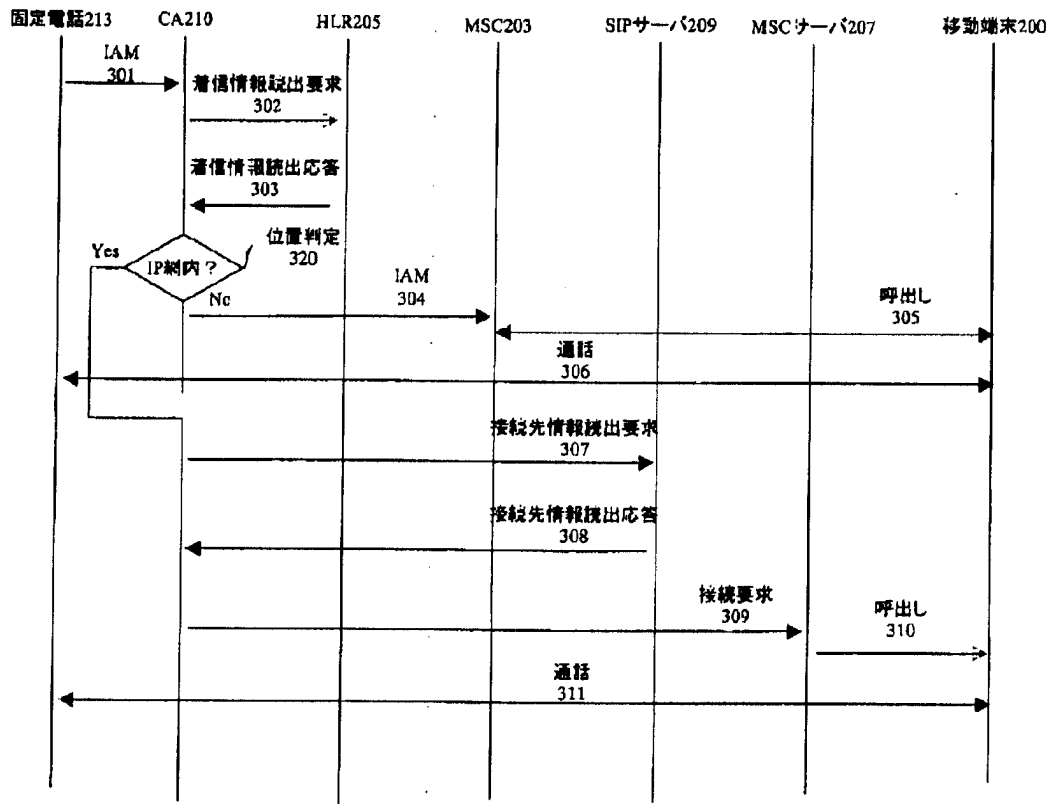 固定電話213 CA210 HLR205 MSC203 SIPサーバ209 MSCサーバ207 移動端末200
IAM
301
着信情報読出要求
302
着信情報読出応答
303
位置判定
320
Yes
IP網内？
No
IAM
304
呼出し
305
通話
306
接続先情報読出要求
307
接続先情報読出応答
308
接続要求
309
呼出し
310
通話
311